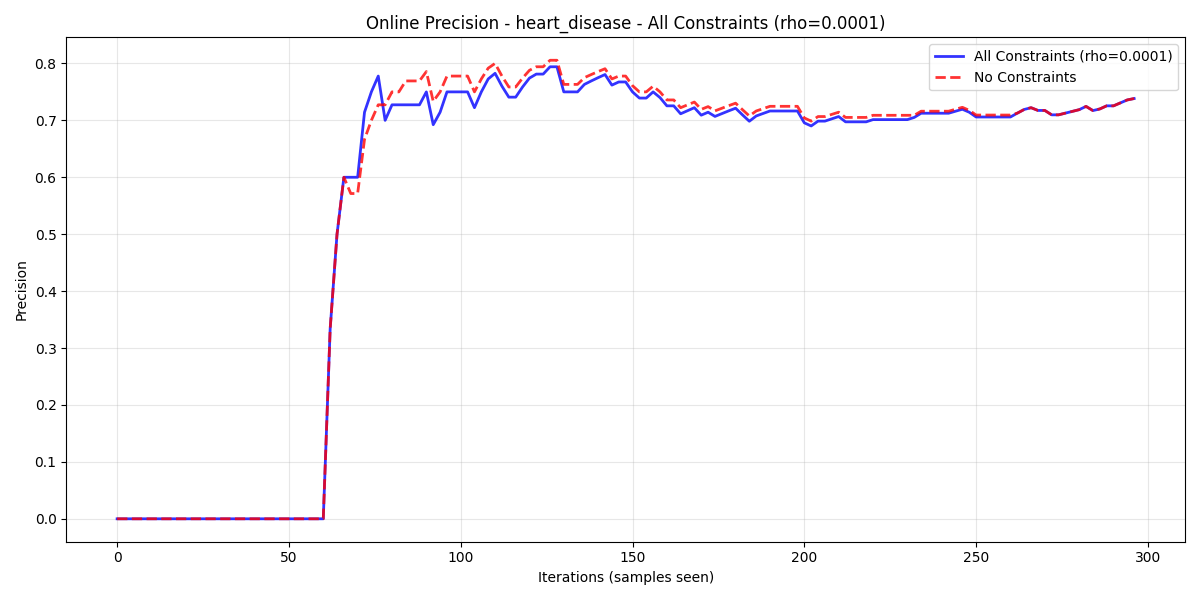 Online Precision - heart_disease - All Constraints (rho=0.0001)
All Constraints (rho=0.0001)
No Constraints
Precision
0.8
0.7
0.6
0.5
0.4
0.3
0.2
0.1
0.0
0 50 100 150 200 250 300
Iterations (samples seen)